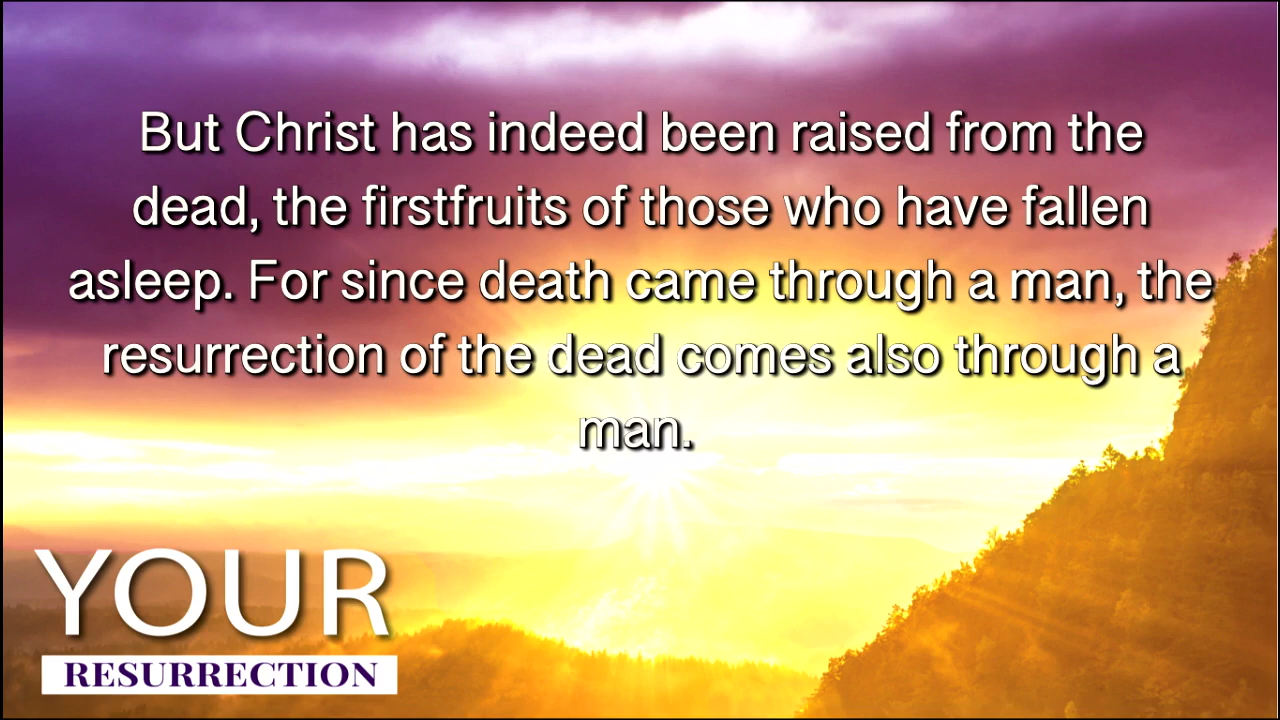 But Christ has indeed been raised from the
dead, the firstfruits of those who have fallen
asleep. For since death came through a man, the
resurrection of the dead comes also through a
man.
YOUR
RESURRECTION